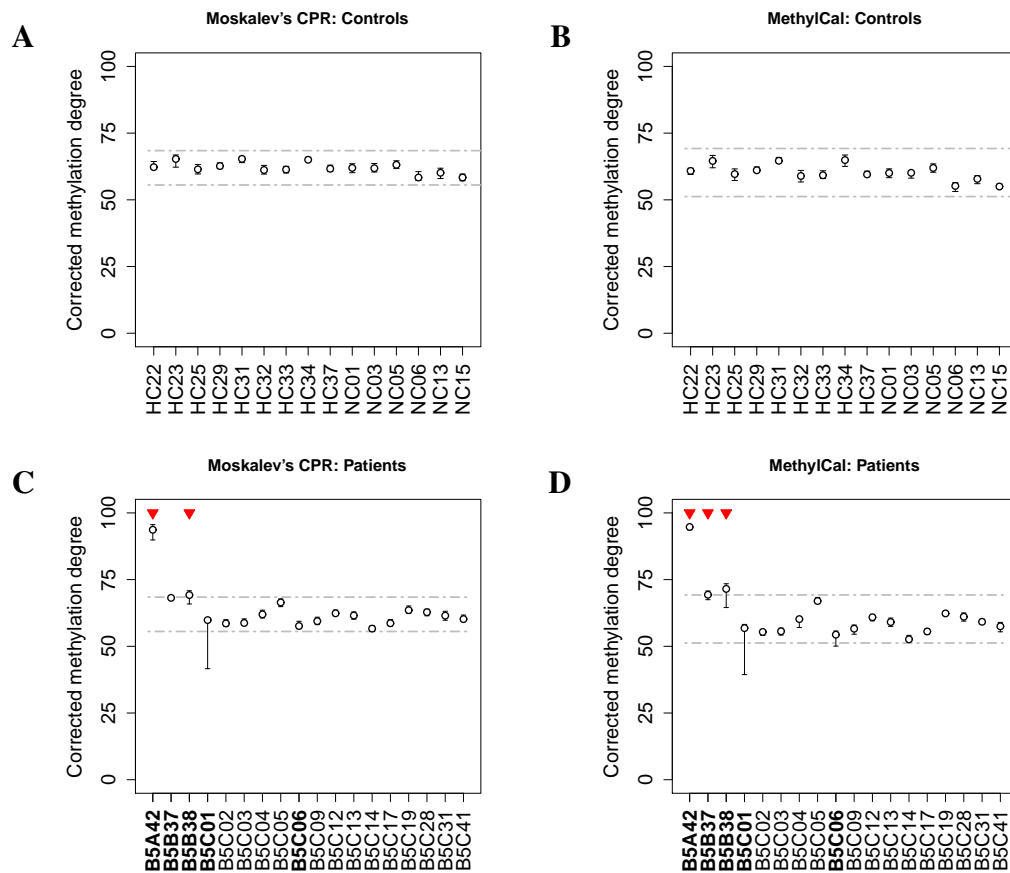 A
Moskalev's CPR: Controls
Corrected methylation degree
0 25 50 75 100
HC22 HC23 HC25 HC29 HC31 HC32 HC33 HC34 HC37 NC01 NC03 NC05 NC06 NC13 NC15
B
MethylCal: Controls
Corrected methylation degree
0 25 50 75 100
HC22 HC23 HC25 HC29 HC31 HC32 HC33 HC34 HC37 NC01 NC03 NC05 NC06 NC13 NC15
C
Moskalev's CPR: Patients
Corrected methylation degree
0 25 50 75 100
B5A42 B5B37 B5B38 B5C01 B5C02 B5C03 B5C04 B5C05 B5C06 B5C09 B5C12 B5C13 B5C14 B5C17 B5C19 B5C28 B5C31 B5C41
D
MethylCal: Patients
Corrected methylation degree
0 25 50 75 100
B5A42 B5B37 B5B38 B5C01 B5C02 B5C03 B5C04 B5C05 B5C06 B5C09 B5C12 B5C13 B5C14 B5C17 B5C19 B5C28 B5C31 B5C41